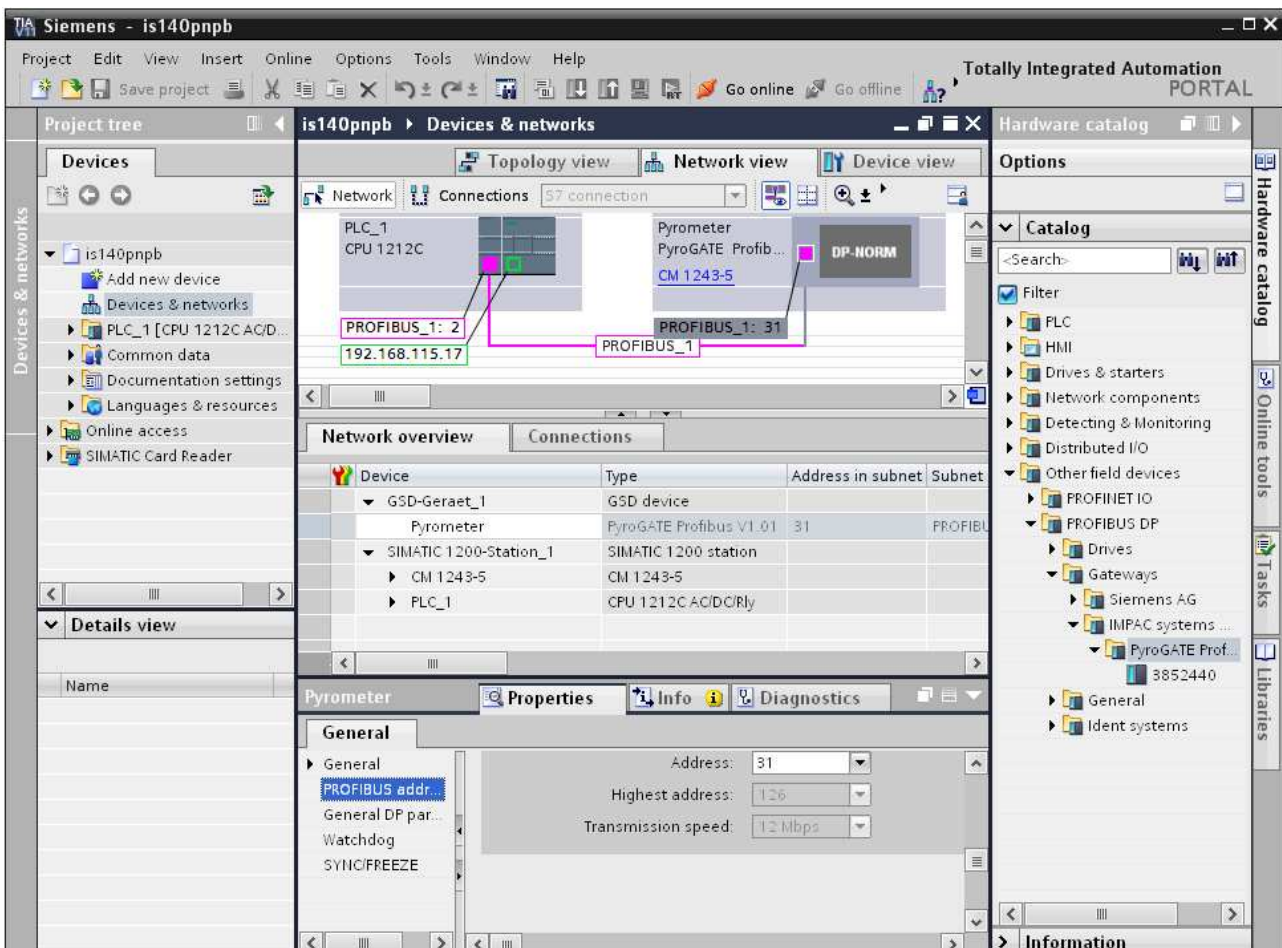 Siemens - is140pnpb
Project Edit View Insert Online Options Tools Window Help
Totally Integrated Automation
PORTAL
Save project
Go online
Go offline
Project tree
Devices
Devices & networks
is140pnpb
Add new device
Devices & networks
PLC_1 [CPU 1212C AC/D...
Common data
Documentation settings
Languages & resources
Online access
SIMATIC Card Reader
Details view
Name
is140pnpb Devices & networks
Topology view Network view Device view
Network Connections S7 connection
PLC_1
CPU 1212C
Pyrometer
PyroGATE Profib...
CM 1243-5
DP-NORM
PROFIBUS_1: 2
192.168.115.17
PROFIBUS_1: 31
PROFIBUS_1
Network overview Connections
Device Type Address in subnet Subnet
GSD-Geraet_1 GSD device
Pyrometer PyroGATE Profibus V1.01 31 PROFIBU
SIMATIC 1200-Station_1 SIMATIC 1200 station
CM 1243-5 CM 1243-5
PLC_1 CPU 1212C AC/DC/Rly
Pyrometer
Properties Info Diagnostics
General
General
PROFIBUS addr...
General DP par...
Watchdog
SYNC/FREEZE
Address: 31
Highest address: 126
Transmission speed: 12 Mbps
Hardware catalog
Options
Catalog
<Search>
Filter
PLC
HMI
Drives & starters
Network components
Detecting & Monitoring
Distributed I/O
Other field devices
PROFINET IO
PROFIBUS DP
Drives
Gateways
Siemens AG
IMPAC systems ...
PyroGATE Prof...
3852440
General
Ident systems
Information
Hardware catalog
Online tools
Tasks
Libraries